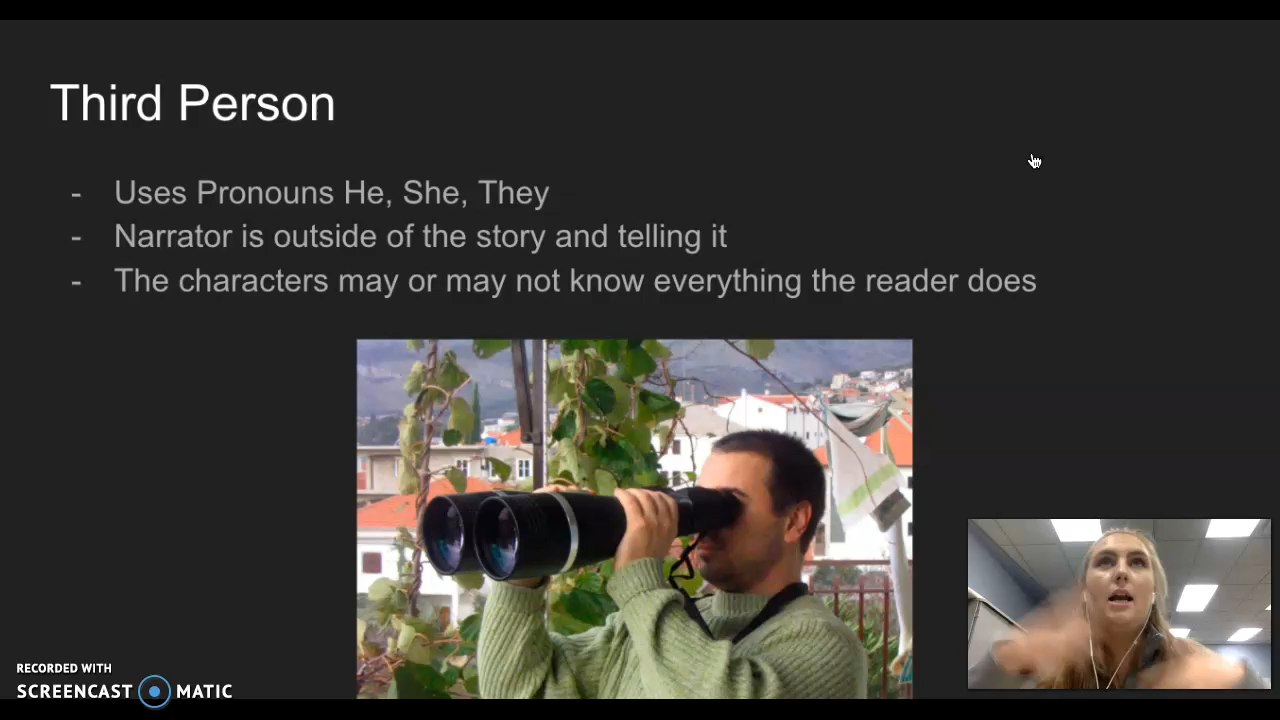 Third Person
- Uses Pronouns He, She, They
- Narrator is outside of the story and telling it
- The characters may or may not know everything the reader does
RECORDED WITH
SCREENCAST MATIC